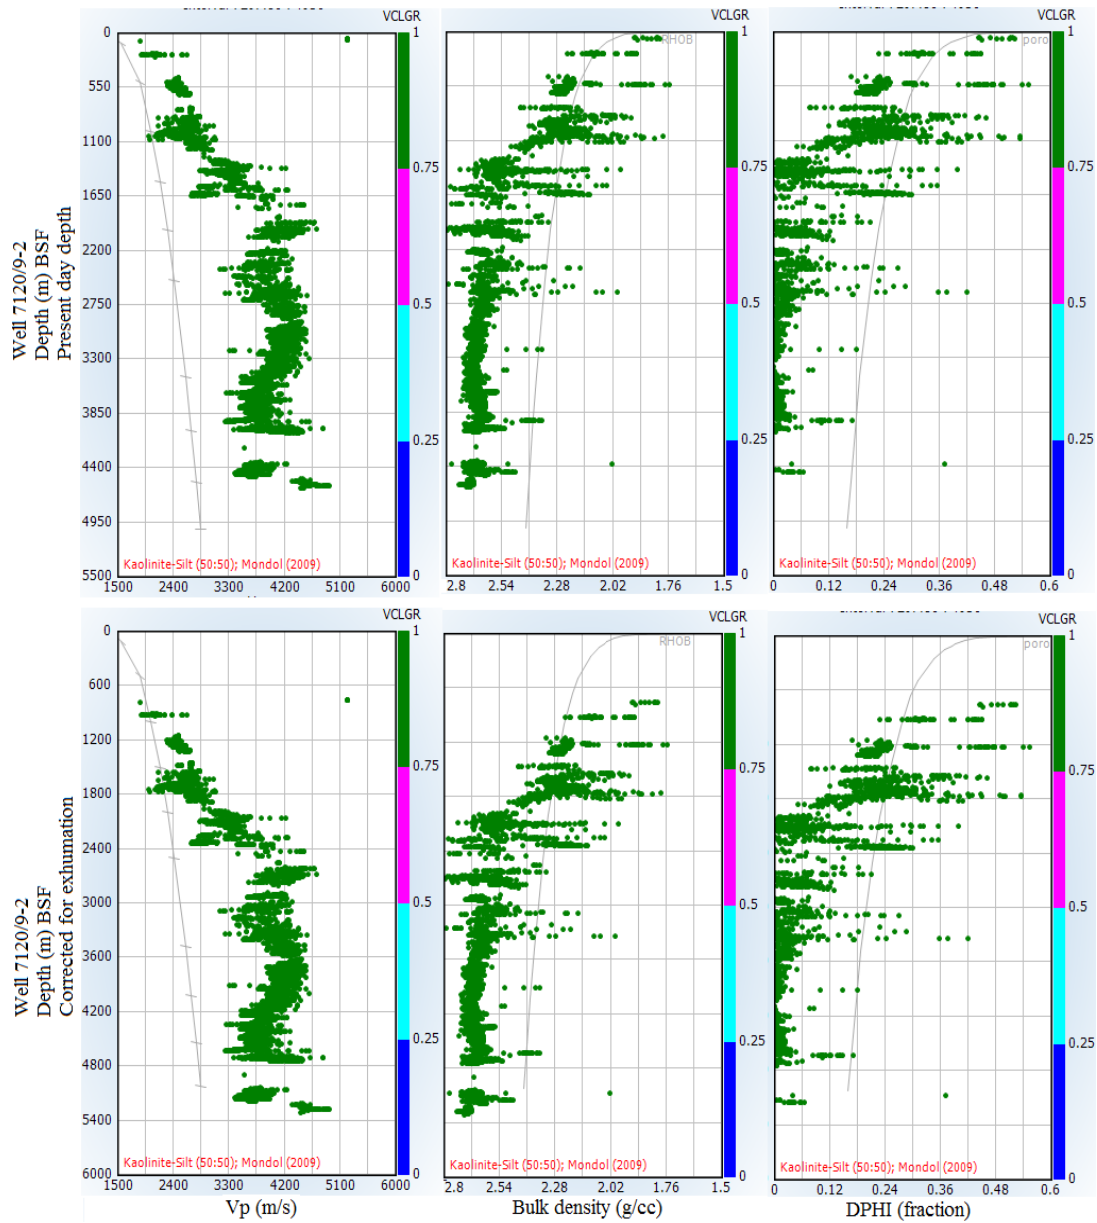 VCLGR
VCLGR
VCLGR
0
550
1100
1650
2200
2750
3300
3850
4400
4950
5500
1500 2400 3300 4200 5100 6000
1
0.75
0.5
0.25
0
Kaolinite-Silt (50:50); Mondol (2009)
Well 7120/9-2
Depth (m) BSF
Present day depth
RHOB
1
0.75
0.5
0.25
0
Kaolinite-Silt (50:50); Mondol (2009)
2.8 2.54 2.28 2.02 1.76 1.5
poro
1
0.75
0.5
0.25
0
Kaolinite-Silt (50:50); Mondol (2009)
0 0.12 0.24 0.36 0.48 0.6
VCLGR
VCLGR
VCLGR
0
600
1200
1800
2400
3000
3600
4200
4800
5400
6000
1500 2400 3300 4200 5100 6000
1
0.75
0.5
0.25
0
Kaolinite-Silt (50:50); Mondol (2009)
Well 7120/9-2
Depth (m) BSF
Corrected for exhumation
Vp (m/s)
RHOB
1
0.75
0.5
0.25
0
Kaolinite-Silt (50:50); Mondol (2009)
2.8 2.54 2.28 2.02 1.76 1.5
Bulk density (g/cc)
poro
1
0.75
0.5
0.25
0
Kaolinite-Silt (50:50); Mondol (2009)
0 0.12 0.24 0.36 0.48 0.6
DPHI (fraction)